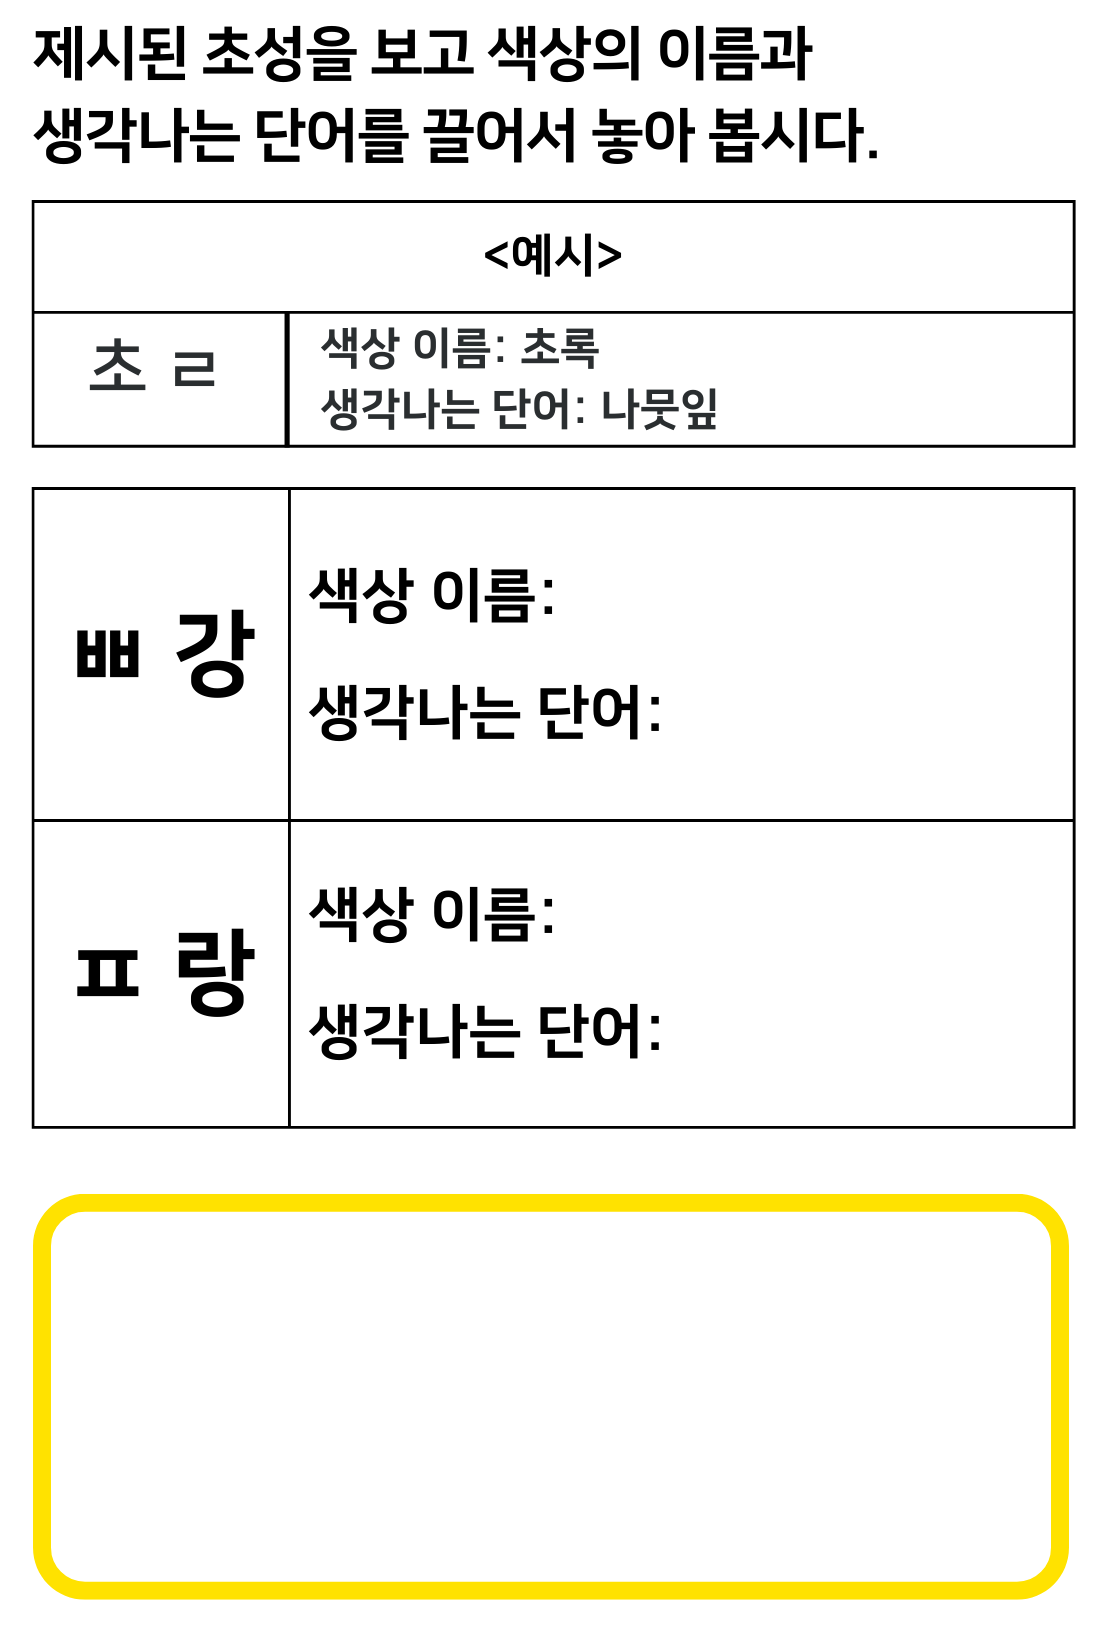 제시된 초성을 보고 색상의 이름과
생각나는 단어를 끌어서 놓아 봅시다.
<예시>
초 ㄹ
색상 이름: 초록
생각나는 단어: 나뭇잎
ㅃ 강
색상 이름:
생각나는 단어:
ㅍ 랑
색상 이름:
생각나는 단어: